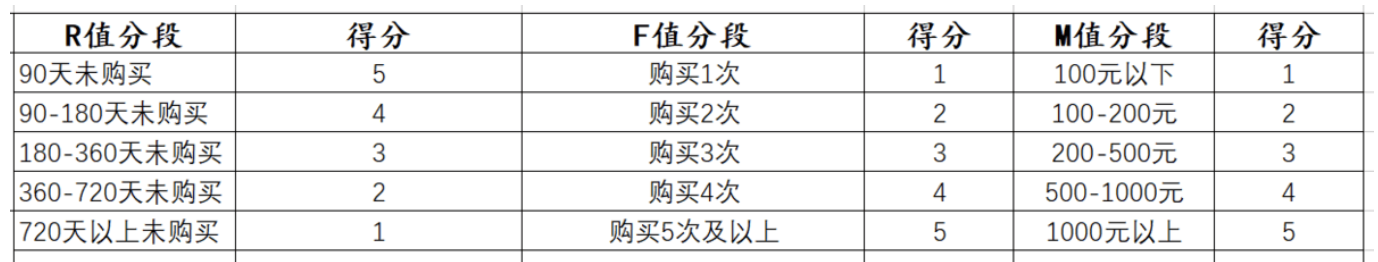 R值分段 得分 F值分段 得分 M值分段 得分
90天未购买 5 购买1次 1 100元以下 1
90-180天未购买 4 购买2次 2 100-200元 2
180-360天未购买 3 购买3次 3 200-500元 3
360-720天未购买 2 购买4次 4 500-1000元 4
720天以上未购买 1 购买5次及以上 5 1000元以上 5